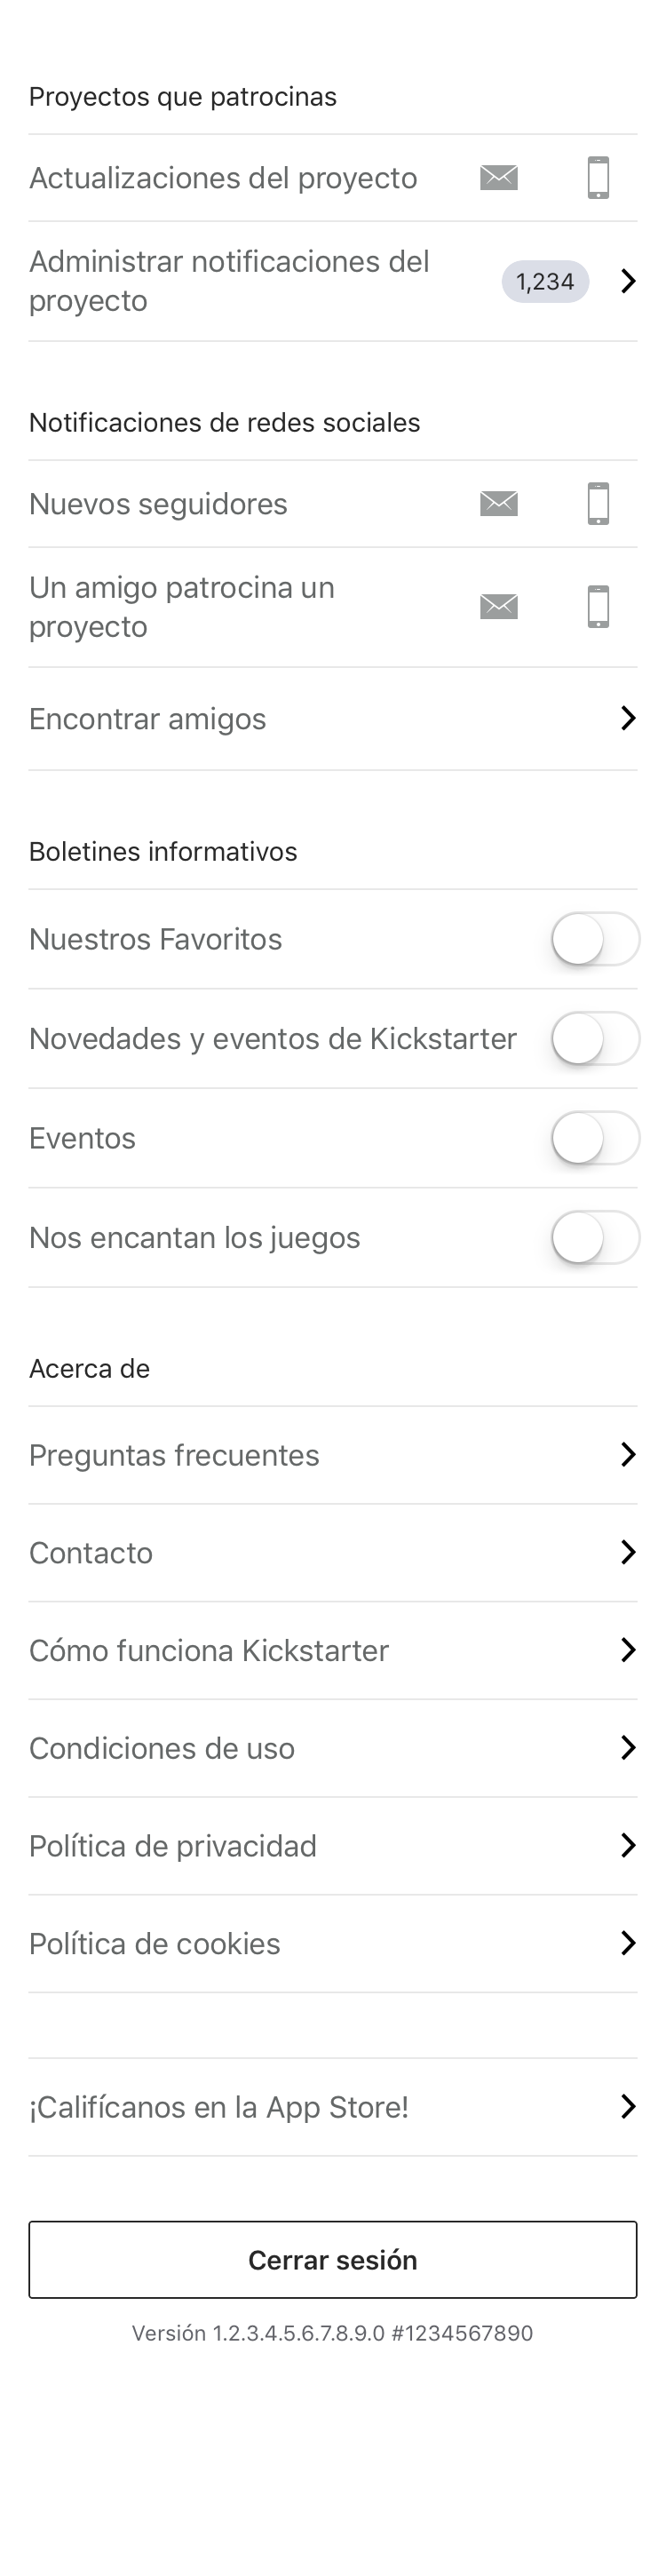 Proyectos que patrocinas
Actualizaciones del proyecto
Administrar notificaciones del
proyecto
1,234
Notificaciones de redes sociales
Nuevos seguidores
Un amigo patrocina un
proyecto
Encontrar amigos
Boletines informativos
Nuestros Favoritos
Novedades y eventos de Kickstarter
Eventos
Nos encantan los juegos
Acerca de
Preguntas frecuentes
Contacto
Cómo funciona Kickstarter
Condiciones de uso
Política de privacidad
Política de cookies
¡Califícanos en la App Store!
Cerrar sesión
Versión 1.2.3.4.5.6.7.8.9.0 #1234567890